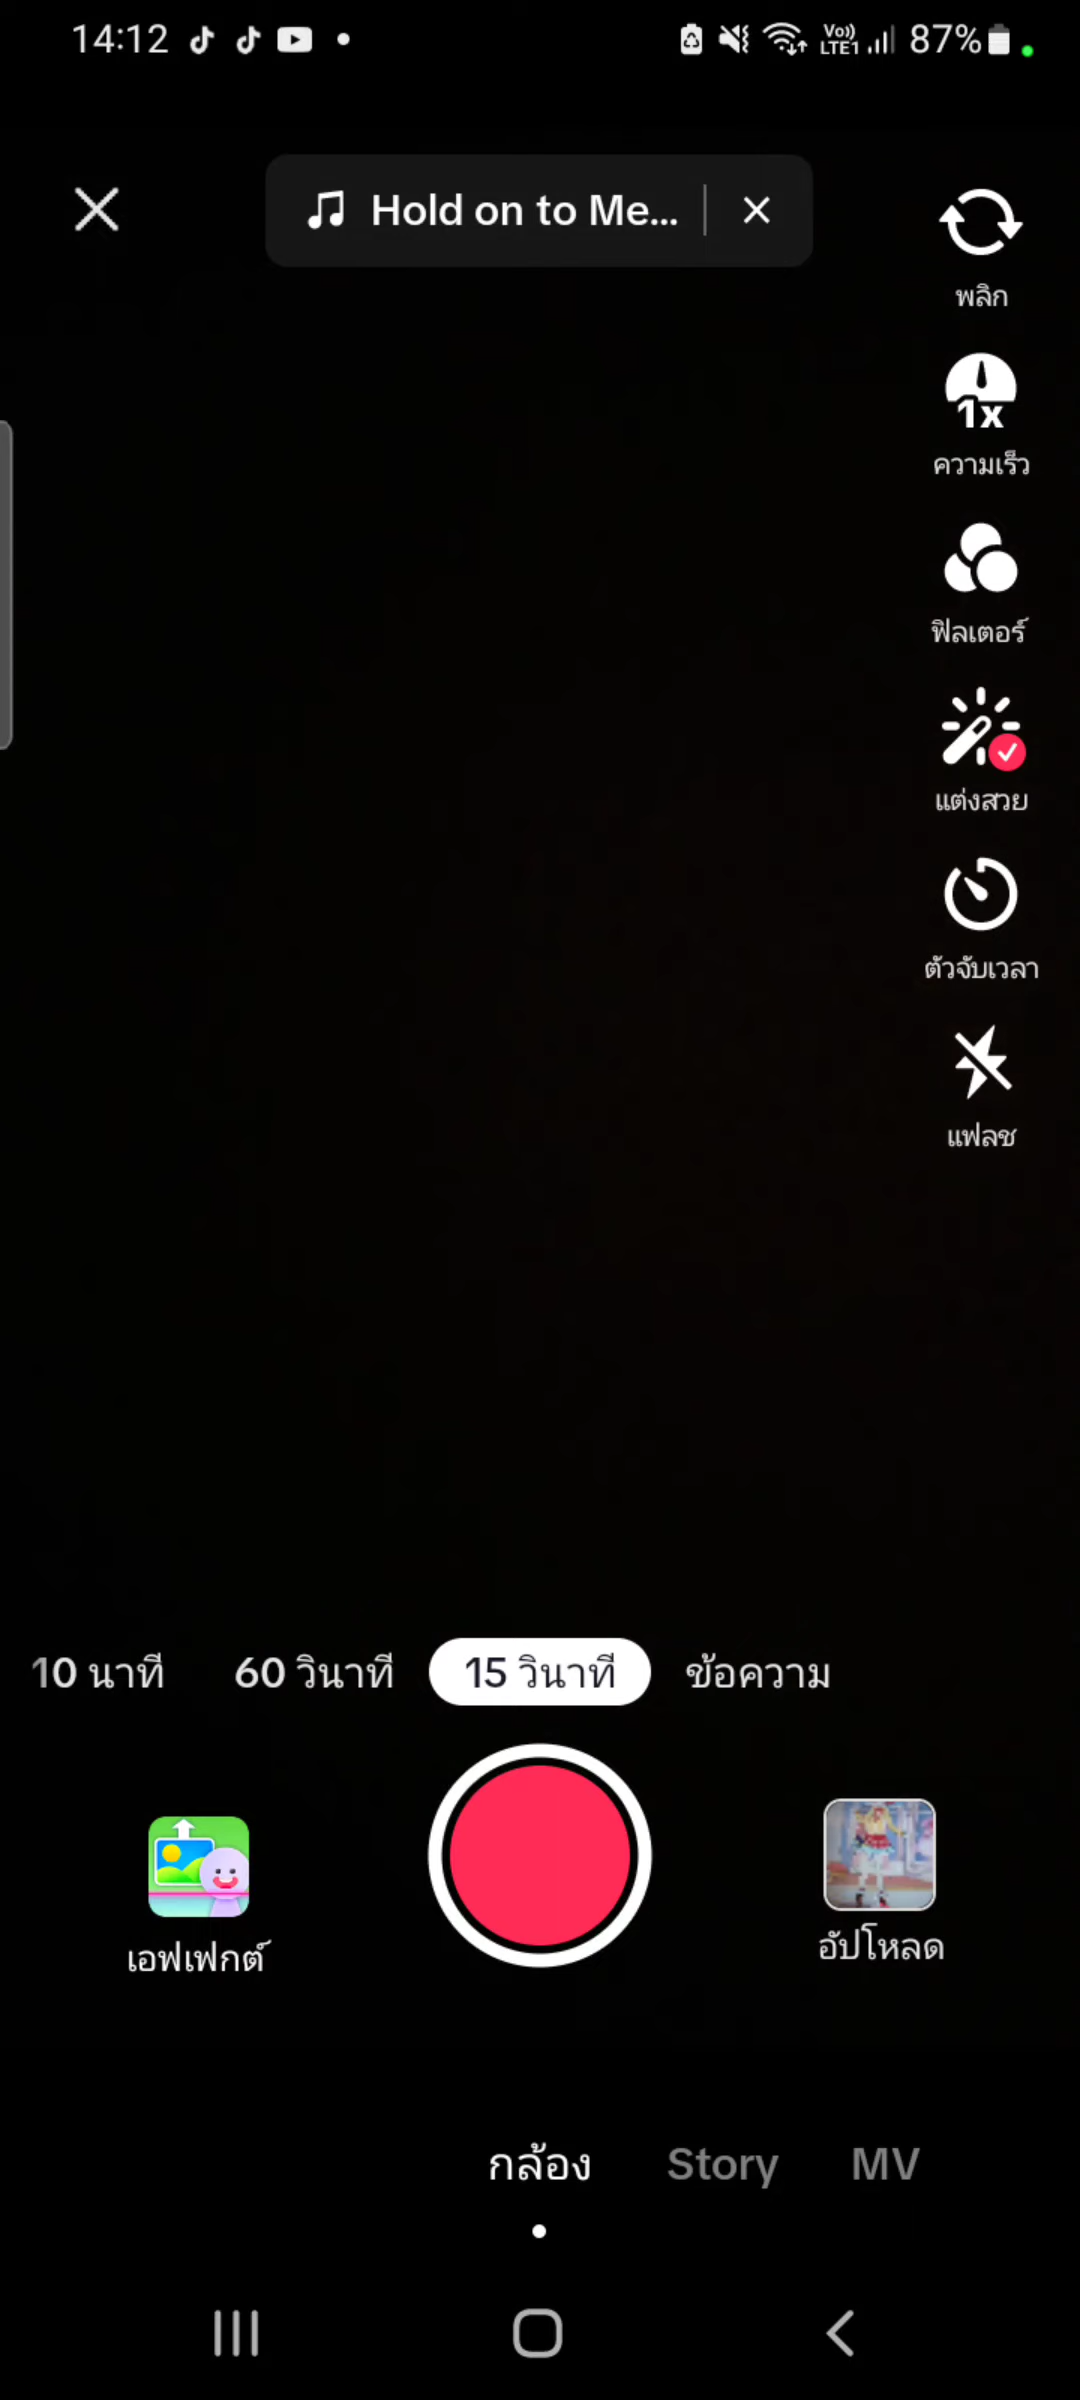 14:12
Vo)) LTE1 87%
Hold on to Me...
พลิก
1x
ความเร็ว
ฟิลเตอร์
แต่งสวย
ตัวจับเวลา
แฟลช
10 นาที 60 วินาที 15 วินาที ข้อความ
เอฟเฟกต์
อัปโหลด
กล้อง Story MV